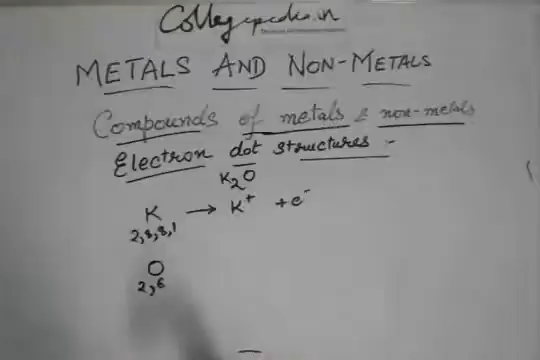 Collegepedia.in
METALS AND NON-METALS
Compounds of metals & non-metals
Electron dot structures -
K₂O
K → K⁺ + e⁻
2,8,8,1
O
2,6